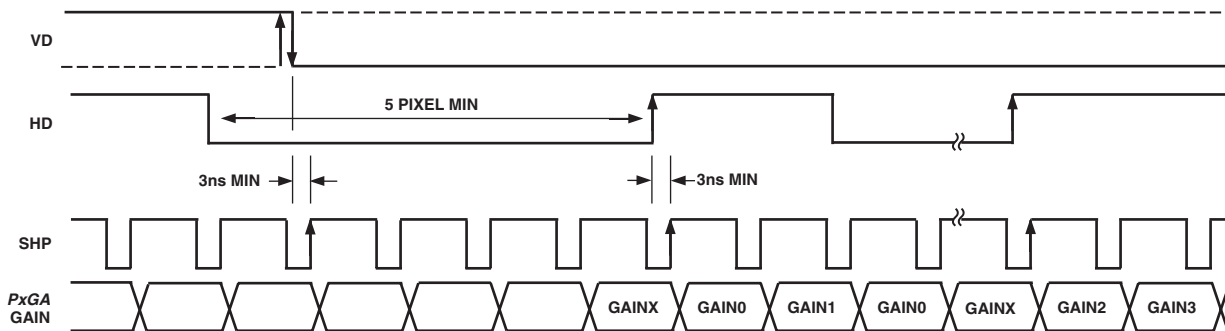 VD
5 PIXEL MIN
HD
3ns MIN
3ns MIN
SHP
PxGA
GAIN
GAINX
GAIN0
GAIN1
GAIN0
GAINX
GAIN2
GAIN3